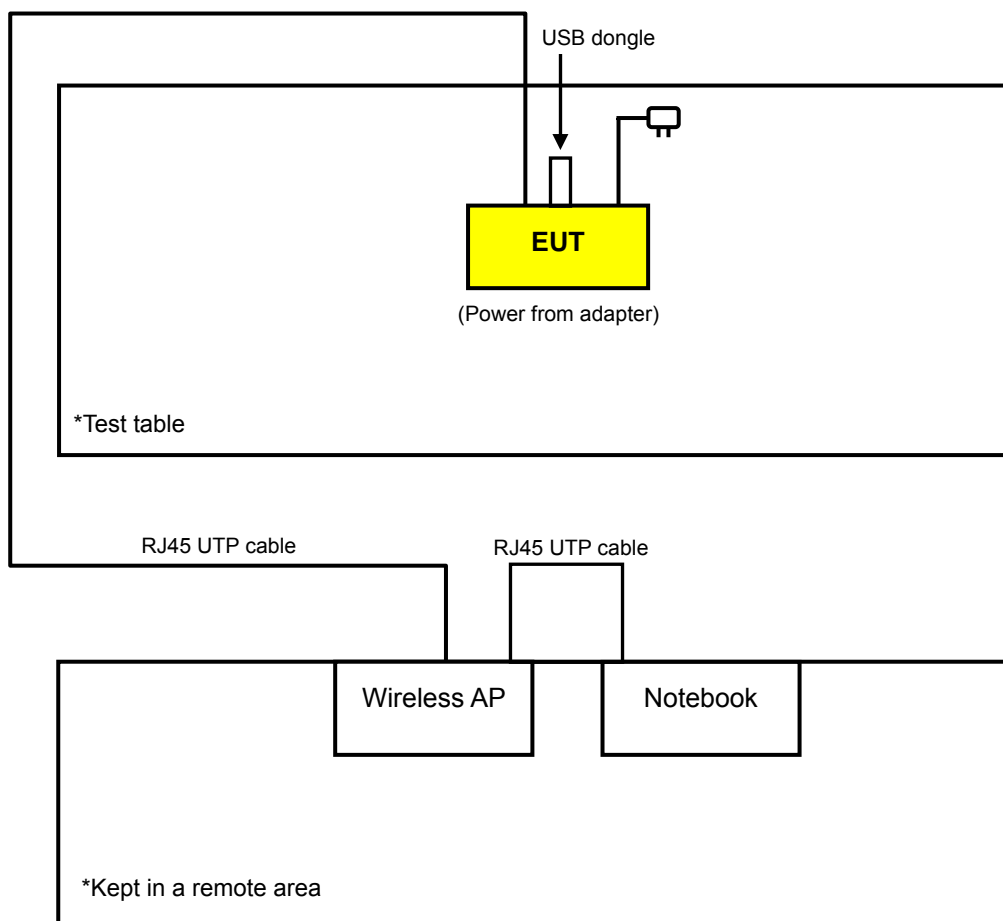 USB dongle
EUT
(Power from adapter)
*Test table
RJ45 UTP cable
RJ45 UTP cable
Wireless AP
Notebook
*Kept in a remote area